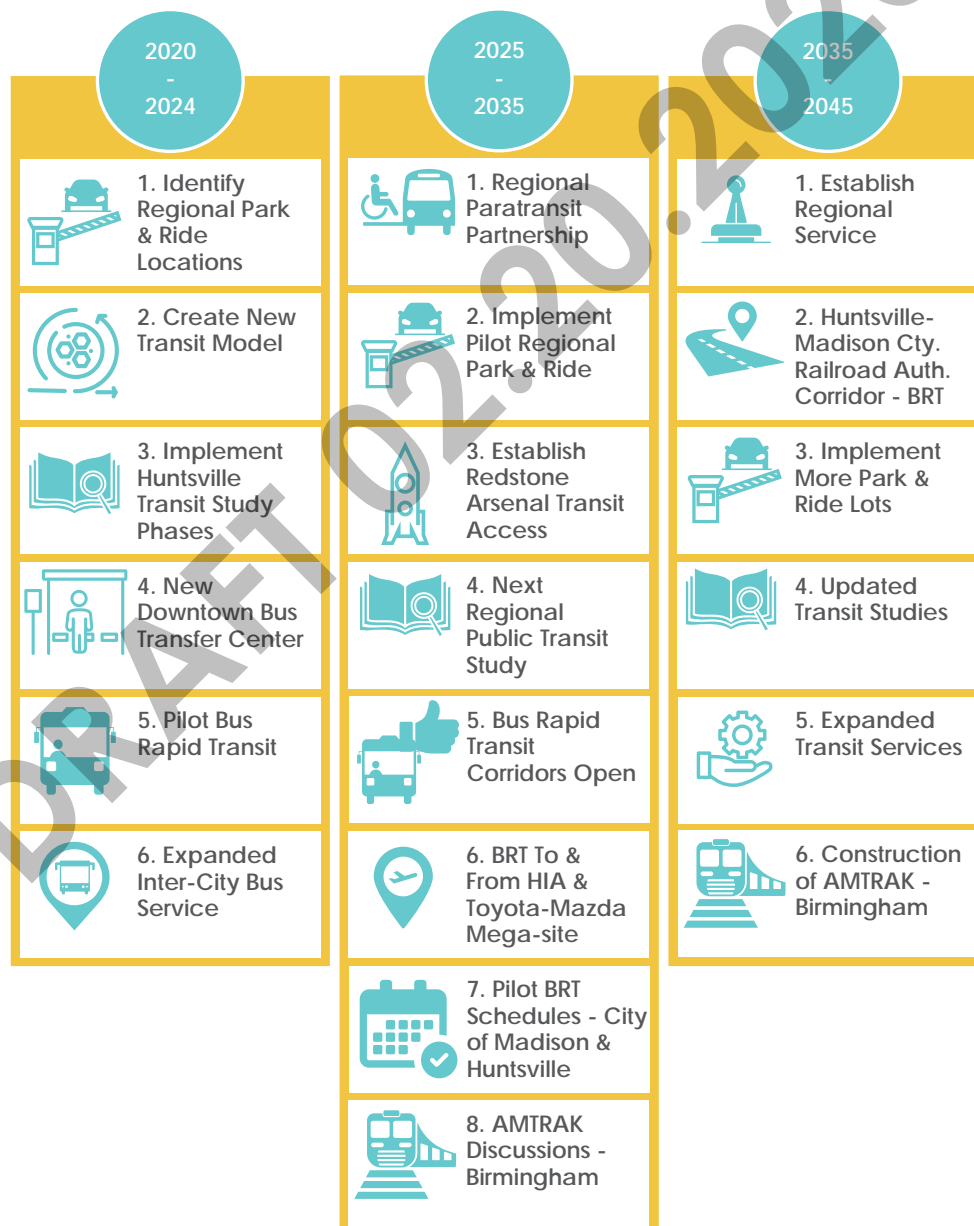 2020
-
2024
1. Identify
Regional Park
& Ride
Locations
2. Create New
Transit Model
3. Implement
Huntsville
Transit Study
Phases
4. New
Downtown Bus
Transfer Center
5. Pilot Bus
Rapid Transit
6. Expanded
Inter-City Bus
Service
2025
-
2035
1. Regional
Paratransit
Partnership
2. Implement
Pilot Regional
Park & Ride
3. Establish
Redstone
Arsenal Transit
Access
4. Next
Regional
Public Transit
Study
5. Bus Rapid
Transit
Corridors Open
6. BRT To &
From HIA &
Toyota-Mazda
Mega-site
7. Pilot BRT
Schedules - City
of Madison &
Huntsville
8. AMTRAK
Discussions -
Birmingham
2035
-
2045
1. Establish
Regional
Service
2. Huntsville-
Madison Cty.
Railroad Auth.
Corridor - BRT
3. Implement
More Park &
Ride Lots
4. Updated
Transit Studies
5. Expanded
Transit Services
6. Construction
of AMTRAK -
Birmingham
DRAFT 02.20.2020